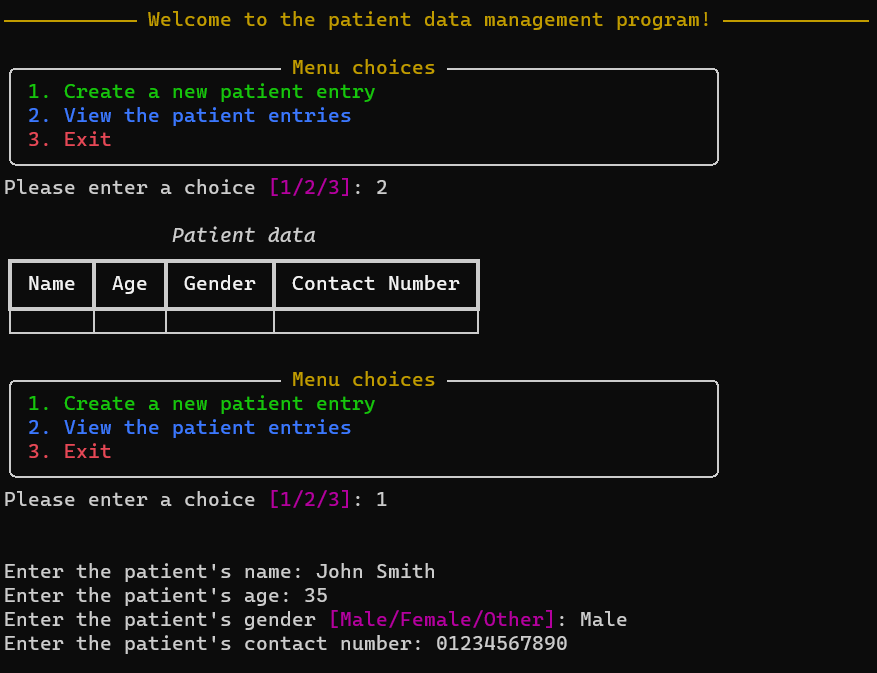 Welcome to the patient data management program!
Menu choices
1. Create a new patient entry
2. View the patient entries
3. Exit
Please enter a choice [1/2/3]: 2
Patient data
Name Age Gender Contact Number
Menu choices
1. Create a new patient entry
2. View the patient entries
3. Exit
Please enter a choice [1/2/3]: 1
Enter the patient's name: John Smith
Enter the patient's age: 35
Enter the patient's gender [Male/Female/Other]: Male
Enter the patient's contact number: 01234567890